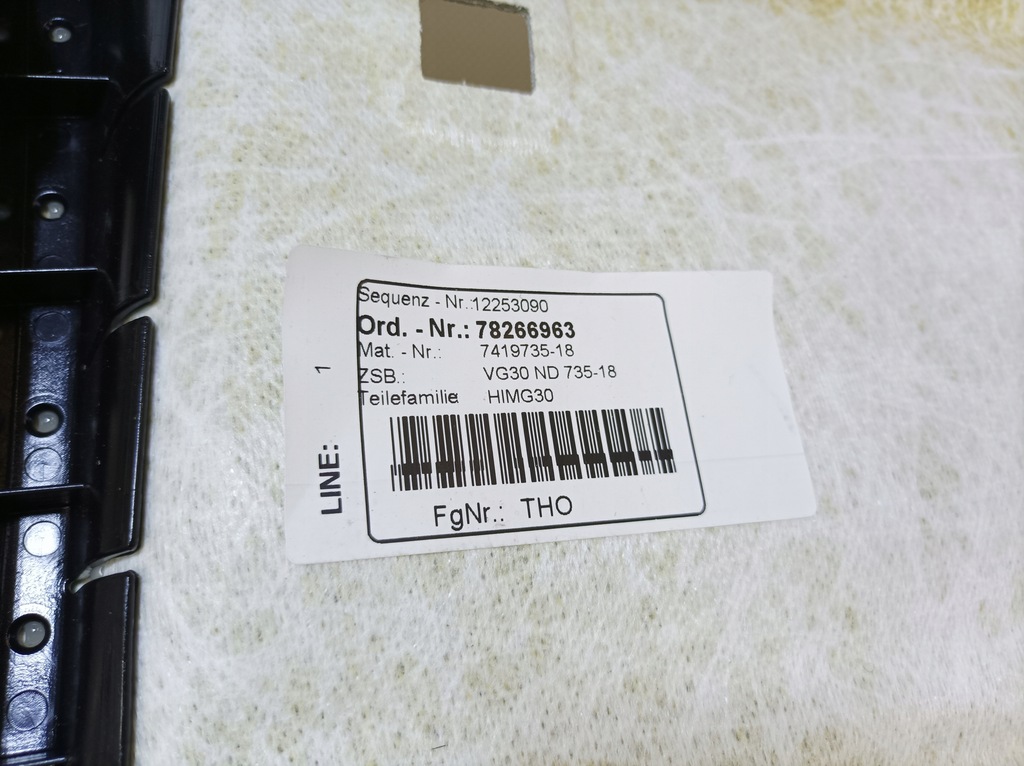 Sequenz - Nr.:12253090
Ord. - Nr.: 78266963
Mat. - Nr.: 7419735-18
ZSB.: VG30 ND 735-18
Teilefamilie: HIMG30
FgNr.: THO
LINE: 1